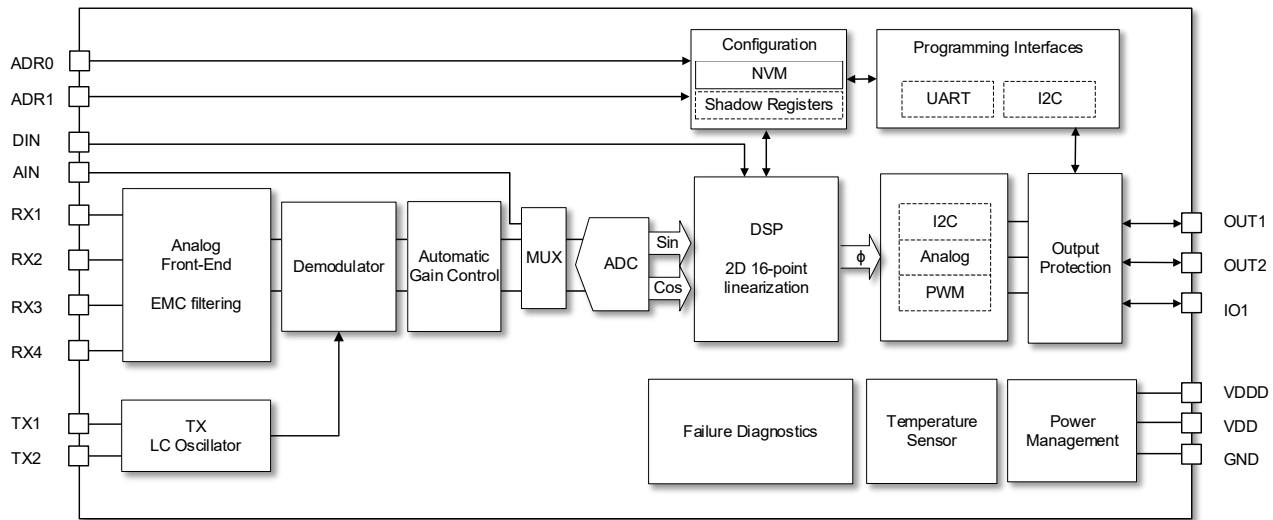 ADR0
ADR1
DIN
AIN
RX1
RX2
RX3
RX4
TX1
TX2
Configuration
NVM
Shadow Registers
Programming Interfaces
UART
I2C
Analog
Front-End
EMC filtering
Demodulator
Automatic
Gain Control
MUX
ADC
Sin
Cos
DSP
2D 16-point
linearization
ϕ
I2C
Analog
PWM
Output
Protection
OUT1
OUT2
IO1
TX
LC Oscillator
Failure Diagnostics
Temperature
Sensor
Power
Management
VDDD
VDD
GND